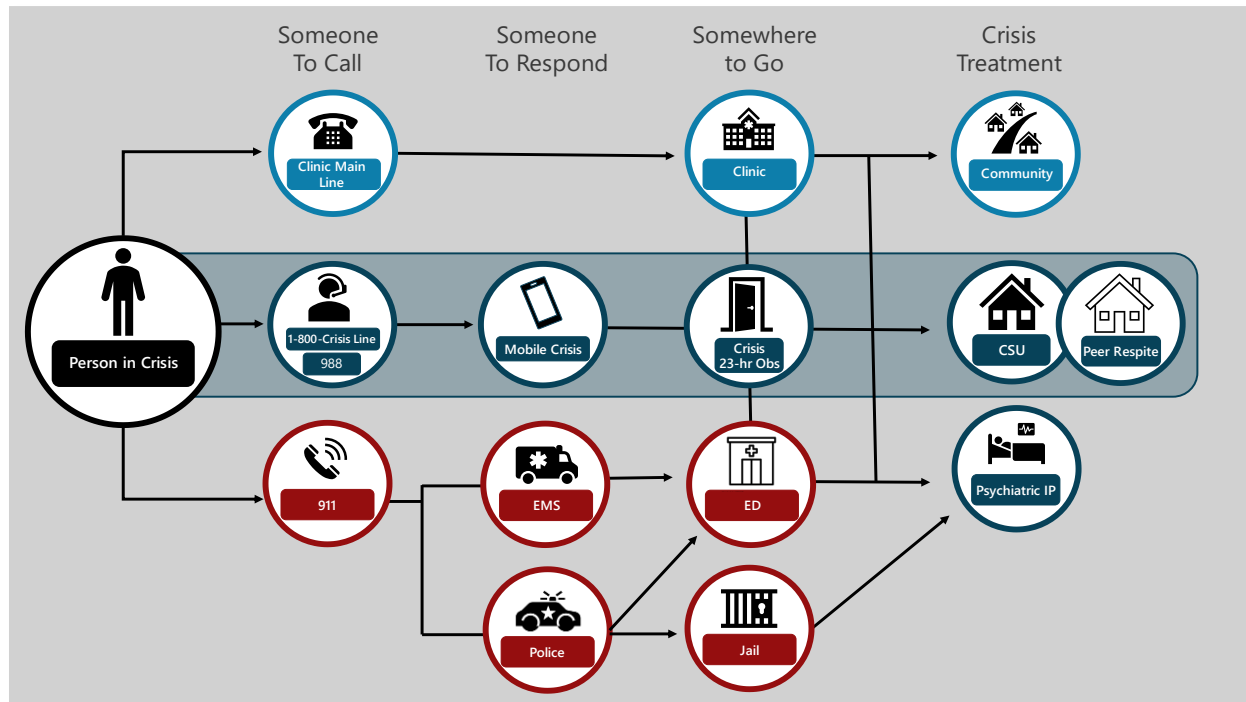 Someone
To Call
Someone
To Respond
Somewhere
to Go
Crisis
Treatment
Clinic Main
Line
Clinic
Community
Person in Crisis
1-800-Crisis Line
988
Mobile Crisis
Crisis
23-hr Obs
CSU
Peer Respite
911
EMS
ED
Psychiatric IP
Police
Jail